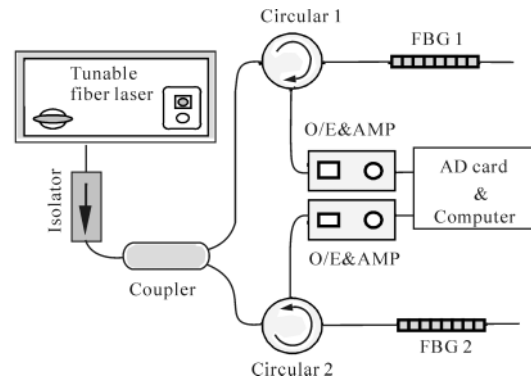 Circular 1
FBG 1
Tunable
fiber laser
O/E&AMP
Isolator
AD card
&
Computer
O/E&AMP
Coupler
FBG 2
Circular 2